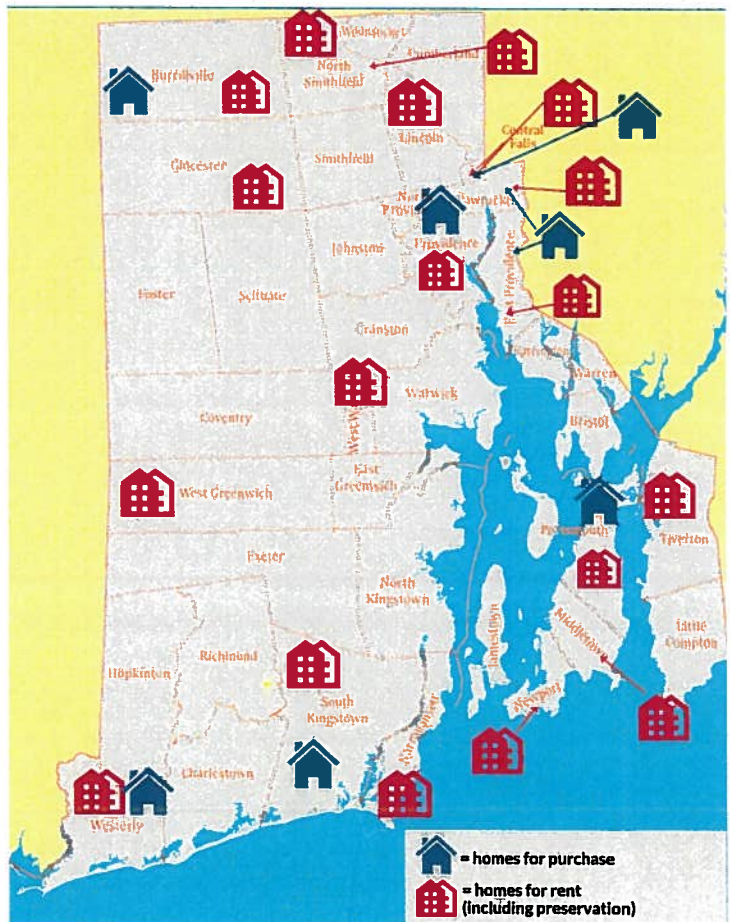 Woonsocket
Burrillville
North
Smithfield
Cumberland
Lincoln
Central
Falls
Glocester
Smithfield
North
Pawtucket
Providence
Johnston
East Providence
Foster
Scituate
Cranston
Barrington
Warren
Warwick
Coventry
Bristol
West Greenwich
East
Greenwich
Portsmouth
Tiverton
Exeter
North
Kingstown
Middletown
Little
Compton
Jamestown
Richmond
Hopkinton
South
Kingstown
Newport
Narragansett
Charlestown
Westerly
= homes for purchase
= homes for rent
(including preservation)